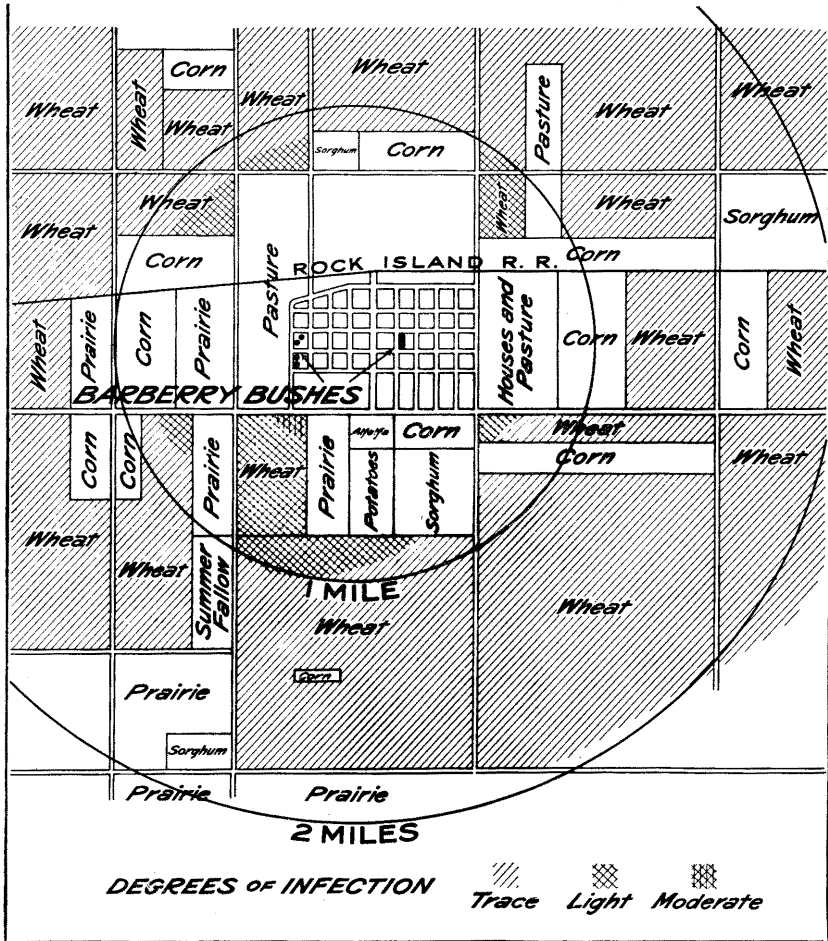 Corn
Wheat
Wheat
Wheat
Wheat
Wheat
Wheat
Wheat
Wheat
Pasture
Sorghum
Corn
Wheat
Wheat
Wheat
Wheat
Sorghum
Corn
Pasture
ROCK ISLAND R. R.
Corn
Wheat
Prairie
Corn
Prairie
Houses and
Pasture
Corn
Wheat
Corn
Wheat
BARBERRY BUSHES
Corn
Corn
Prairie
Wheat
Prairie
Alfalfa
Corn
Potatoes
Sorghum
Wheat
Corn
Wheat
Wheat
Wheat
Summer
Fallow
1 MILE
Wheat
Wheat
Corn
Prairie
Sorghum
Prairie
Prairie
2 MILES
DEGREES OF INFECTION
Trace Light Moderate